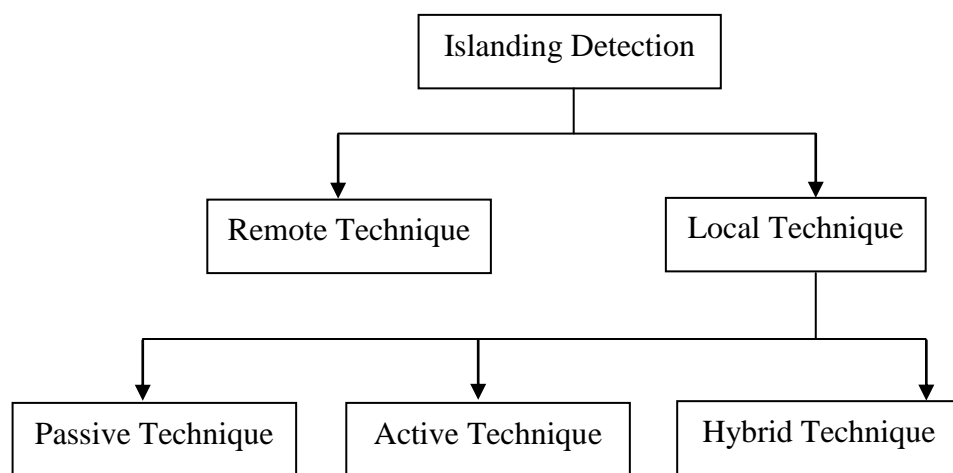 Islanding Detection
Remote Technique
Local Technique
Passive Technique
Active Technique
Hybrid Technique